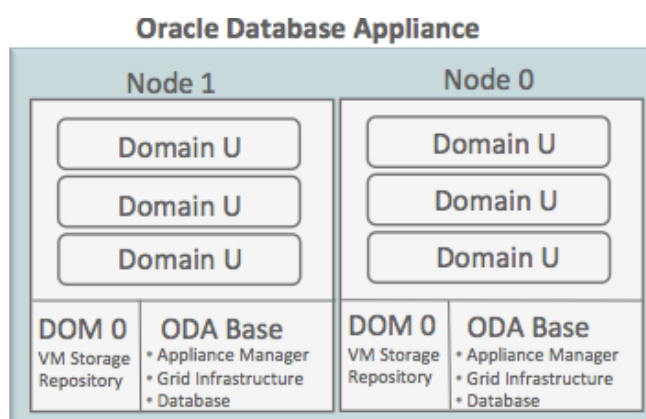 Oracle Database Appliance
Node 1
Domain U
Domain U
Domain U
DOM 0
VM Storage
Repository
ODA Base
• Appliance Manager
• Grid Infrastructure
• Database
Node 0
Domain U
Domain U
Domain U
DOM 0
VM Storage
Repository
ODA Base
• Appliance Manager
• Grid Infrastructure
• Database